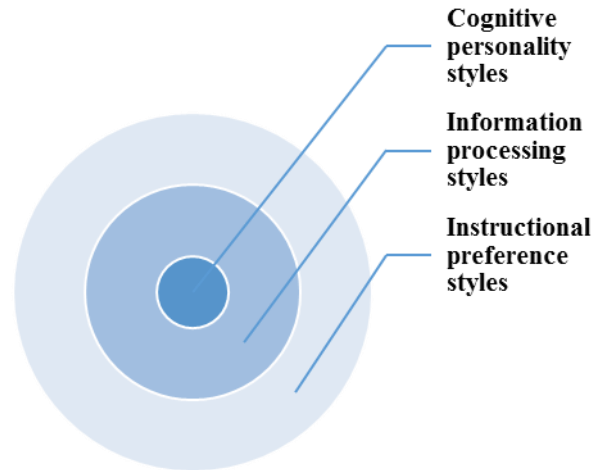 Cognitive
personality
styles
Information
processing
styles
Instructional
preference
styles